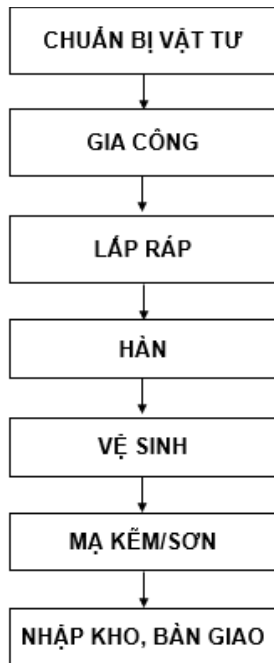 CHUẨN BỊ VẬT TƯ
GIA CÔNG
LẮP RÁP
HÀN
VỆ SINH
MẠ KẼM/SƠN
NHẬP KHO, BÀN GIAO